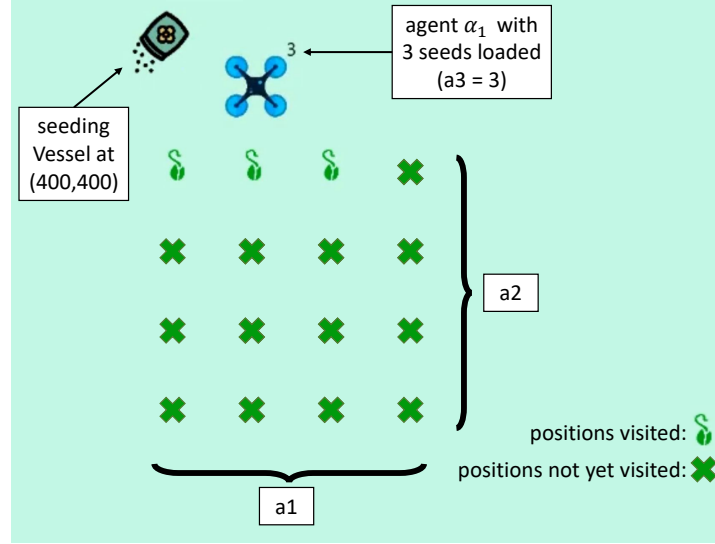 agent α₁ with
3 seeds loaded
(a3 = 3)
3
seeding
Vessel at
(400,400)
a2
positions visited:
positions not yet visited:
a1